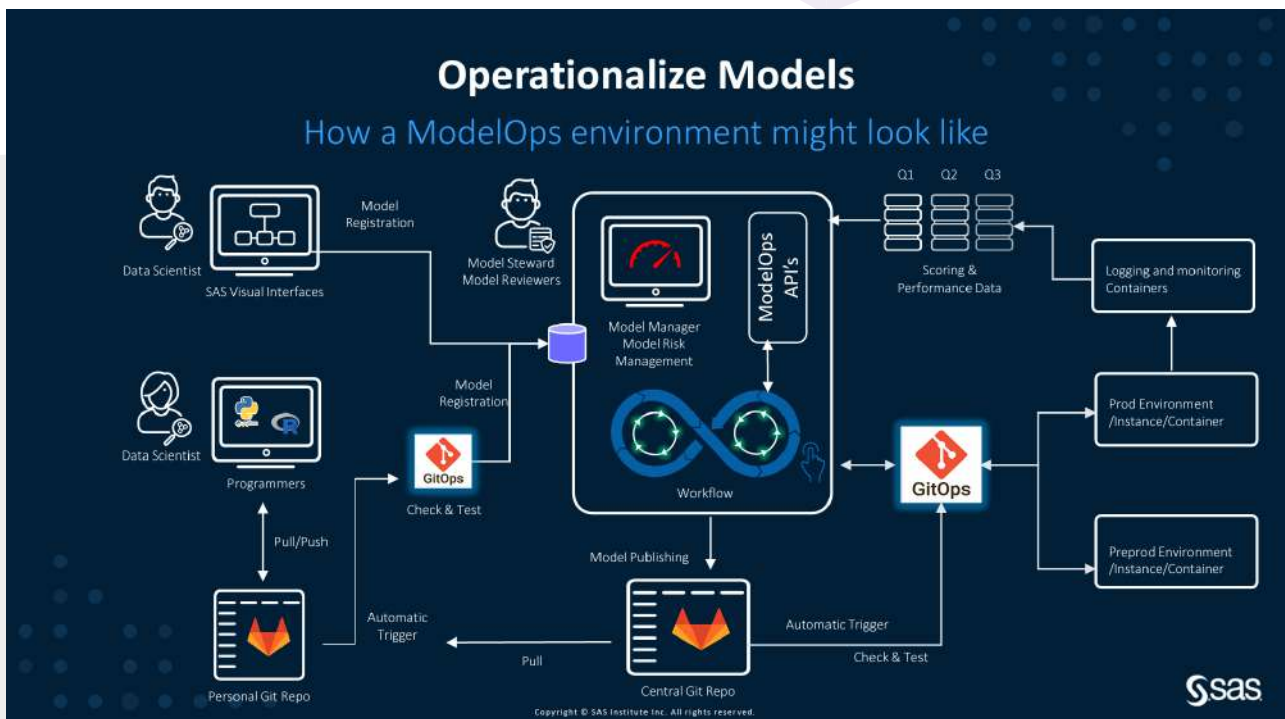 Operationalize Models
How a ModelOps environment might look like
Data Scientist
SAS Visual Interfaces
Model
Registration
Model Steward
Model Reviewers
Model Manager
Model Risk
Management
ModelOps
API's
Q1 Q2 Q3
Scoring &
Performance Data
Logging and monitoring
Containers
Data Scientist
Programmers
Model
Registration
GitOps
Check & Test
Workflow
GitOps
Prod Environment
/Instance/Container
Preprod Environment
/Instance/Container
Pull/Push
Model Publishing
Automatic
Trigger
Pull
Automatic Trigger
Check & Test
Personal Git Repo
Central Git Repo
Copyright © SAS Institute Inc. All rights reserved.
sas